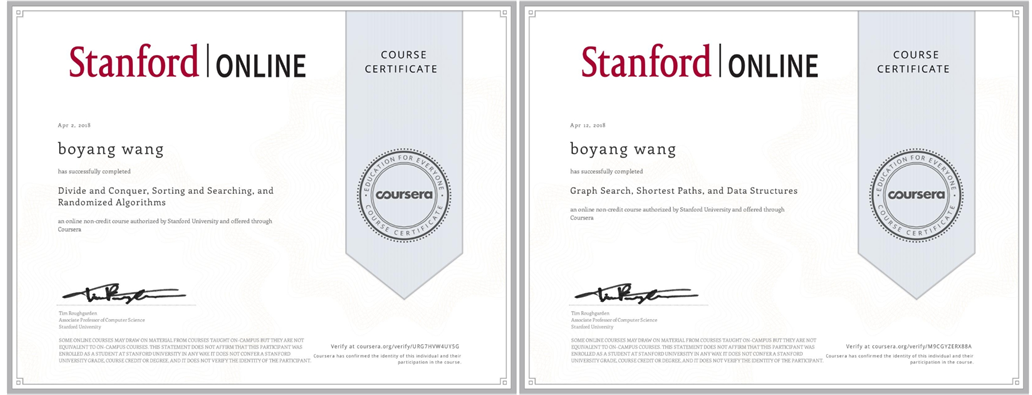 Stanford | ONLINE
COURSE
CERTIFICATE
Apr 2, 2018
boyang wang
has successfully completed
Divide and Conquer, Sorting and Searching, and
Randomized Algorithms
an online non-credit course authorized by Stanford University and offered through
Coursera
EDUCATION FOR EVERYONE
coursera
COURSE CERTIFICATE
Tim Roughgarden
Associate Professor of Computer Science
Stanford University
SOME ONLINE COURSES MAY DRAW ON MATERIAL FROM COURSES TAUGHT ON-CAMPUS BUT THEY ARE NOT
EQUIVALENT TO ON-CAMPUS COURSES. THIS STATEMENT DOES NOT AFFIRM THAT THIS PARTICIPANT WAS
ENROLLED AS A STUDENT AT STANFORD UNIVERSITY IN ANY WAY. IT DOES NOT CONFER A STANFORD
UNIVERSITY GRADE, COURSE CREDIT OR DEGREE, AND IT DOES NOT VERIFY THE IDENTITY OF THE PARTICIPANT.
Verify at coursera.org/verify/URGTHVW4UYSG
Coursera has confirmed the identity of this individual and their
participation in the course.
Stanford | ONLINE
COURSE
CERTIFICATE
Apr 12, 2018
boyang wang
has successfully completed
Graph Search, Shortest Paths, and Data Structures
an online non-credit course authorized by Stanford University and offered through
Coursera
EDUCATION FOR EVERYONE
coursera
COURSE CERTIFICATE
Tim Roughgarden
Associate Professor of Computer Science
Stanford University
SOME ONLINE COURSES MAY DRAW ON MATERIAL FROM COURSES TAUGHT ON-CAMPUS BUT THEY ARE NOT
EQUIVALENT TO ON-CAMPUS COURSES. THIS STATEMENT DOES NOT AFFIRM THAT THIS PARTICIPANT WAS
ENROLLED AS A STUDENT AT STANFORD UNIVERSITY IN ANY WAY. IT DOES NOT CONFER A STANFORD
UNIVERSITY GRADE, COURSE CREDIT OR DEGREE, AND IT DOES NOT VERIFY THE IDENTITY OF THE PARTICIPANT.
Verify at coursera.org/verify/M9CGYZERXB8A
Coursera has confirmed the identity of this individual and their
participation in the course.